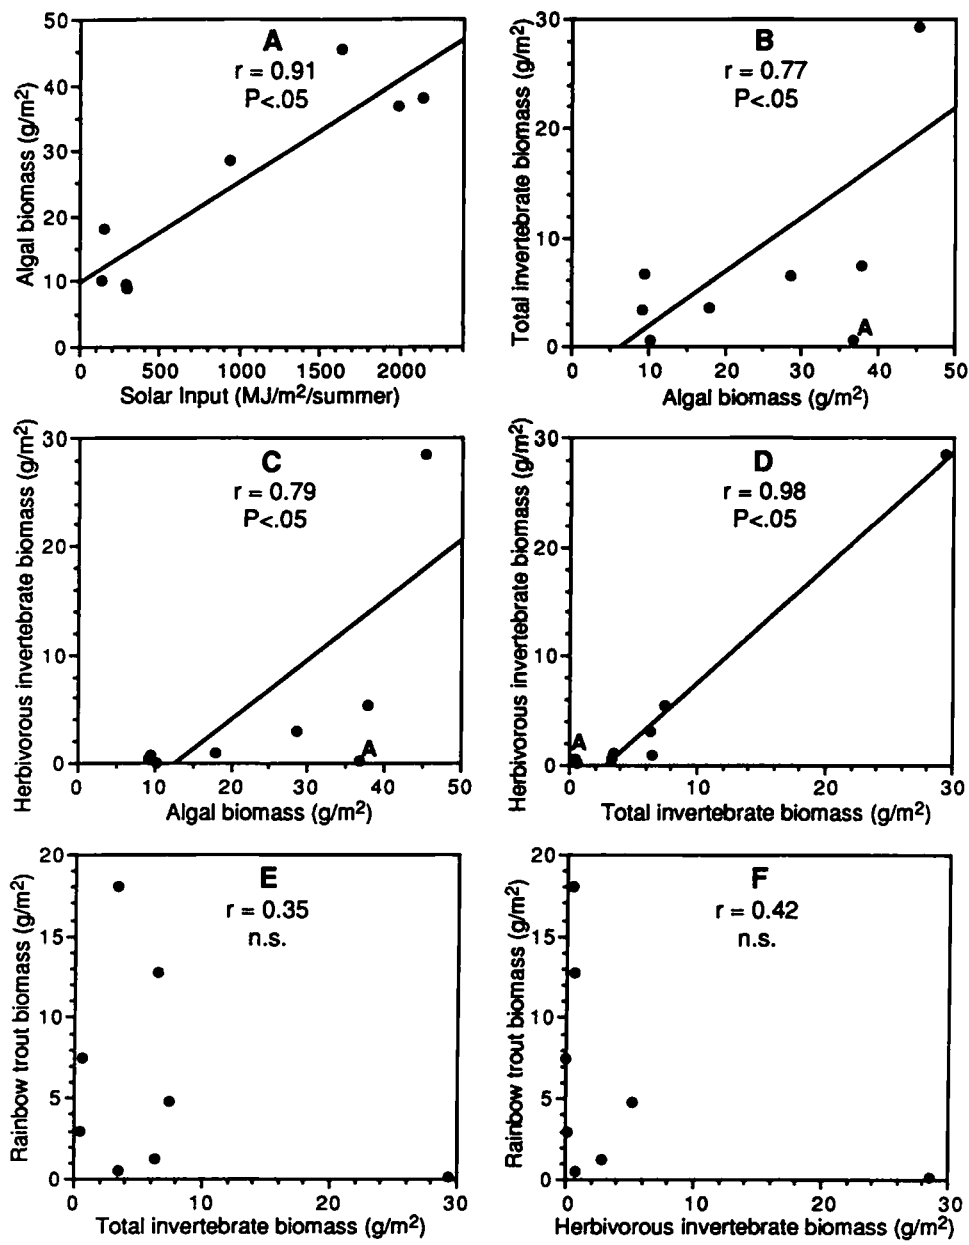 A
r = 0.91
P<.05
Algal biomass (g/m²)
50
40
30
20
10
0
0 500 1000 1500 2000
Solar Input (MJ/m²/summer)
B
r = 0.77
P<.05
Total invertebrate biomass (g/m²)
30
20
10
0
A
0 10 20 30 40 50
Algal biomass (g/m²)
C
r = 0.79
P<.05
Herbivorous invertebrate biomass (g/m²)
30
20
10
0
A
0 10 20 30 40 50
Algal biomass (g/m²)
D
r = 0.98
P<.05
Herbivorous invertebrate biomass (g/m²)
30
20
10
0
A
0 10 20 30
Total invertebrate biomass (g/m²)
E
r = 0.35
n.s.
Rainbow trout biomass (g/m²)
20
15
10
5
0
0 10 20 30
Total invertebrate biomass (g/m²)
F
r = 0.42
n.s.
Rainbow trout biomass (g/m²)
20
15
10
5
0
0 10 20 30
Herbivorous invertebrate biomass (g/m²)